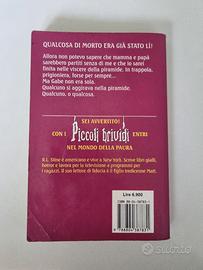 QUALCOSA DI MORTO ERA GIÀ STATO LÌ!
Allora non potevo sapere che mamma e papà
sarebbero partiti senza di me e che io sarei
finita nelle viscere della piramide. In trappola,
prigioniera, forse per sempre...
Ma Gabe non era solo.
Qualcuno si aggirava nella piramide.
Qualcuno, o qualcosa.
SEI AVVERTITO!
CON I Piccoli brividi ENTRI
NEL MONDO DELLA PAURA
R.L. Stine è americano e vive a New York. Scrive libri gialli,
horror e lavora per la televisione a programmi per
i ragazzi. Il suo lettore di fiducia è il figlio tredicenne Matt.
Lire 6.900
subito